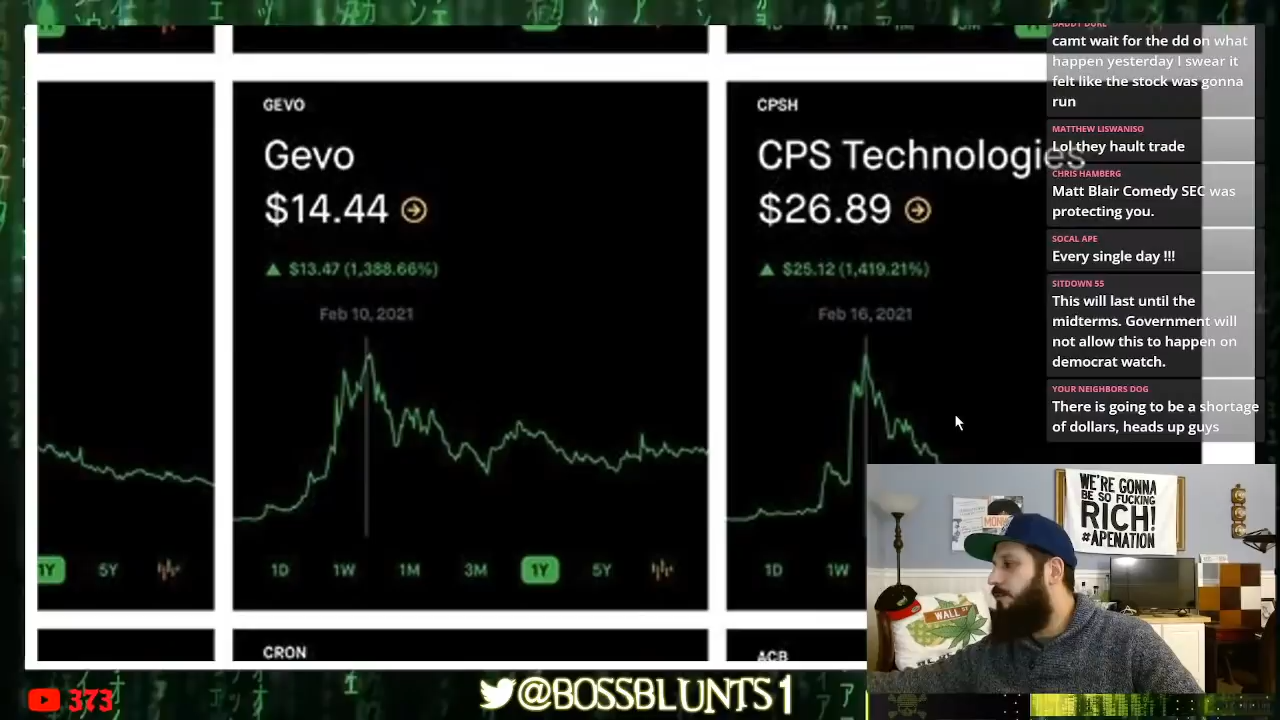 GEVO
Gevo
$14.44
$13.47 (1,388.66%)
Feb 10, 2021
1D 1W 1M 3M 1Y 5Y
CRON
CPSH
CPS Technologies
$26.89
$25.12 (1,419.21%)
Feb 16, 2021
1D 1W
ACB
1Y 5Y
DADDY DORE
camt wait for the dd on what
happen yesterday I swear it
felt like the stock was gonna
run
MATTHEW LISWANISO
Lol they hault trade
CHRIS HAMBERG
Matt Blair Comedy SEC was
protecting you.
SOCAL APE
Every single day !!!
SITDOWN 55
This will last until the
midterms. Government will
not allow this to happen on
democrat watch.
YOUR NEIGHBORS DOG
There is going to be a shortage
of dollars, heads up guys
WE'RE GONNA
BE SO FUCKING
RICH!
#APENATION
WALL
373
@BOSSBLUNTS1